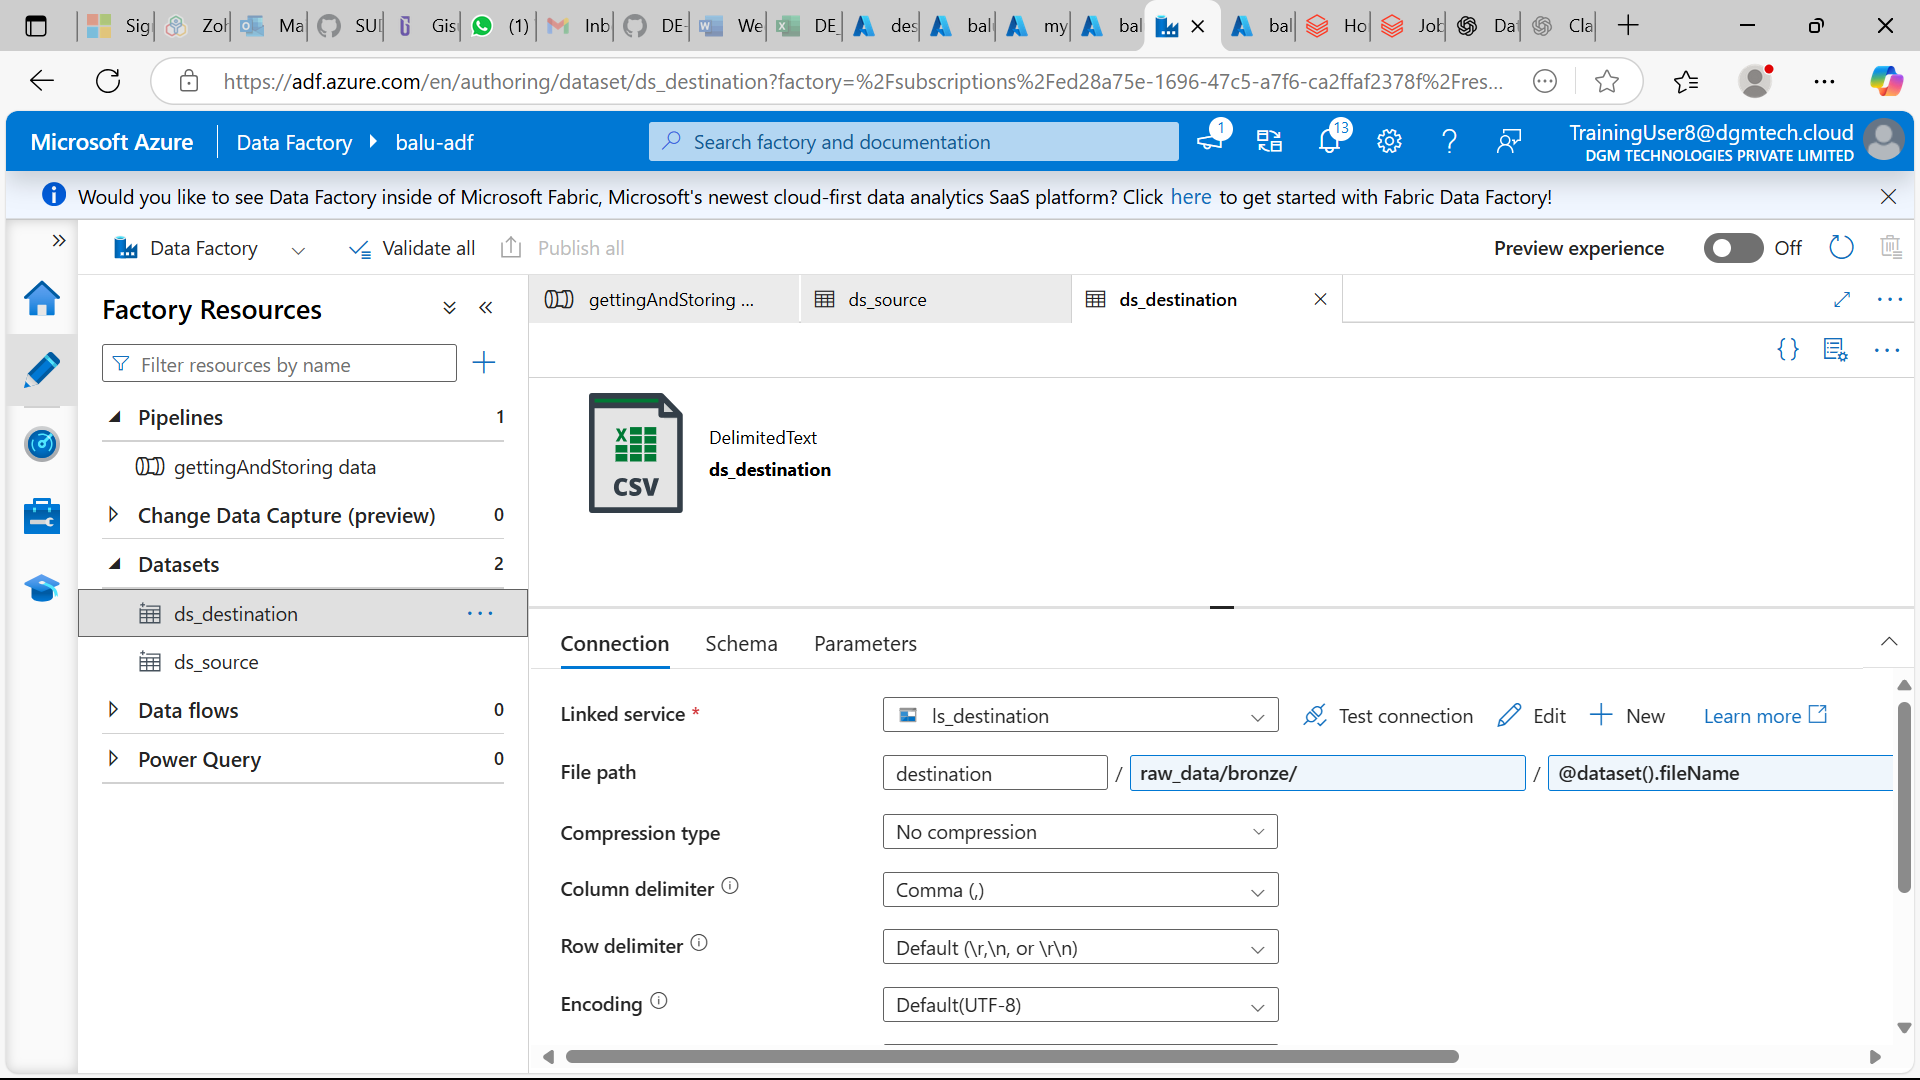 Sig
Zoh
Ma
SUI
Gis
(1)
Inb
DE-
We
DE_
des
balu
my
bal
bal
Ho
Job
Dat
Cla
https://adf.azure.com/en/authoring/dataset/ds_destination?factory=%2Fsubscriptions%2Fed28a75e-1696-47c5-a7f6-ca2ffaf2378f%2Fres...
Microsoft Azure
Data Factory
balu-adf
Search factory and documentation
1
13
TrainingUser8@dgmtech.cloud
DGM TECHNOLOGIES PRIVATE LIMITED
Would you like to see Data Factory inside of Microsoft Fabric, Microsoft's newest cloud-first data analytics SaaS platform? Click here to get started with Fabric Data Factory!
Data Factory
Validate all
Publish all
Preview experience
Off
Factory Resources
Filter resources by name
Pipelines 1
gettingAndStoring data
Change Data Capture (preview) 0
Datasets 2
ds_destination
ds_source
Data flows 0
Power Query 0
gettingAndStoring ...
ds_source
ds_destination
CSV
DelimitedText
ds_destination
Connection
Schema
Parameters
Linked service *
ls_destination
Test connection
Edit
New
Learn more
File path
destination / raw_data/bronze/ / @dataset().fileName
Compression type
No compression
Column delimiter
Comma (,)
Row delimiter
Default (\r,\n, or \r\n)
Encoding
Default(UTF-8)